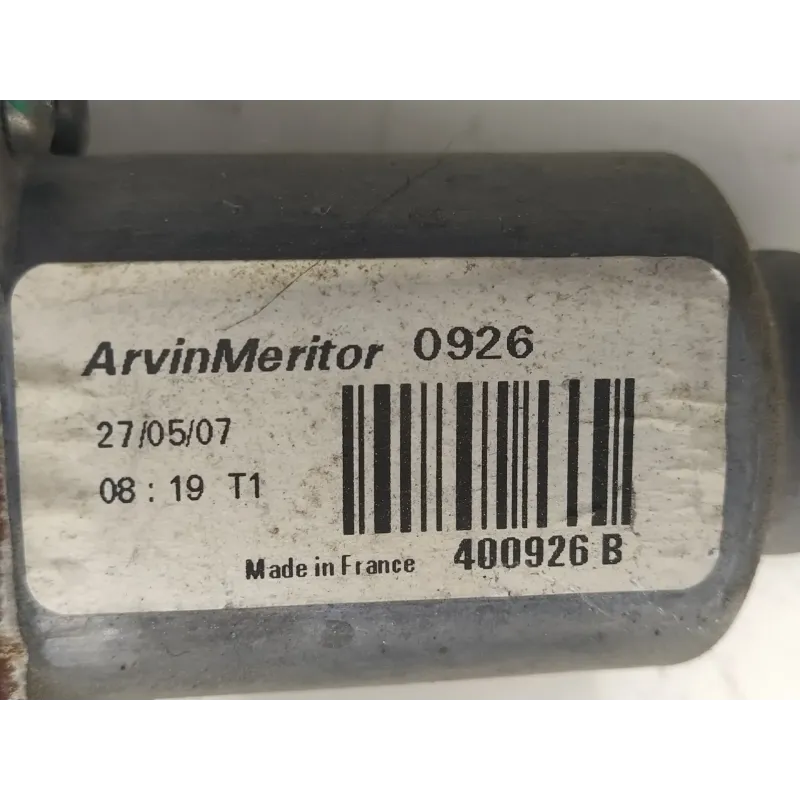 ArvinMeritor 0926
27/05/07
08 : 19 T1
Made in France 400926 B